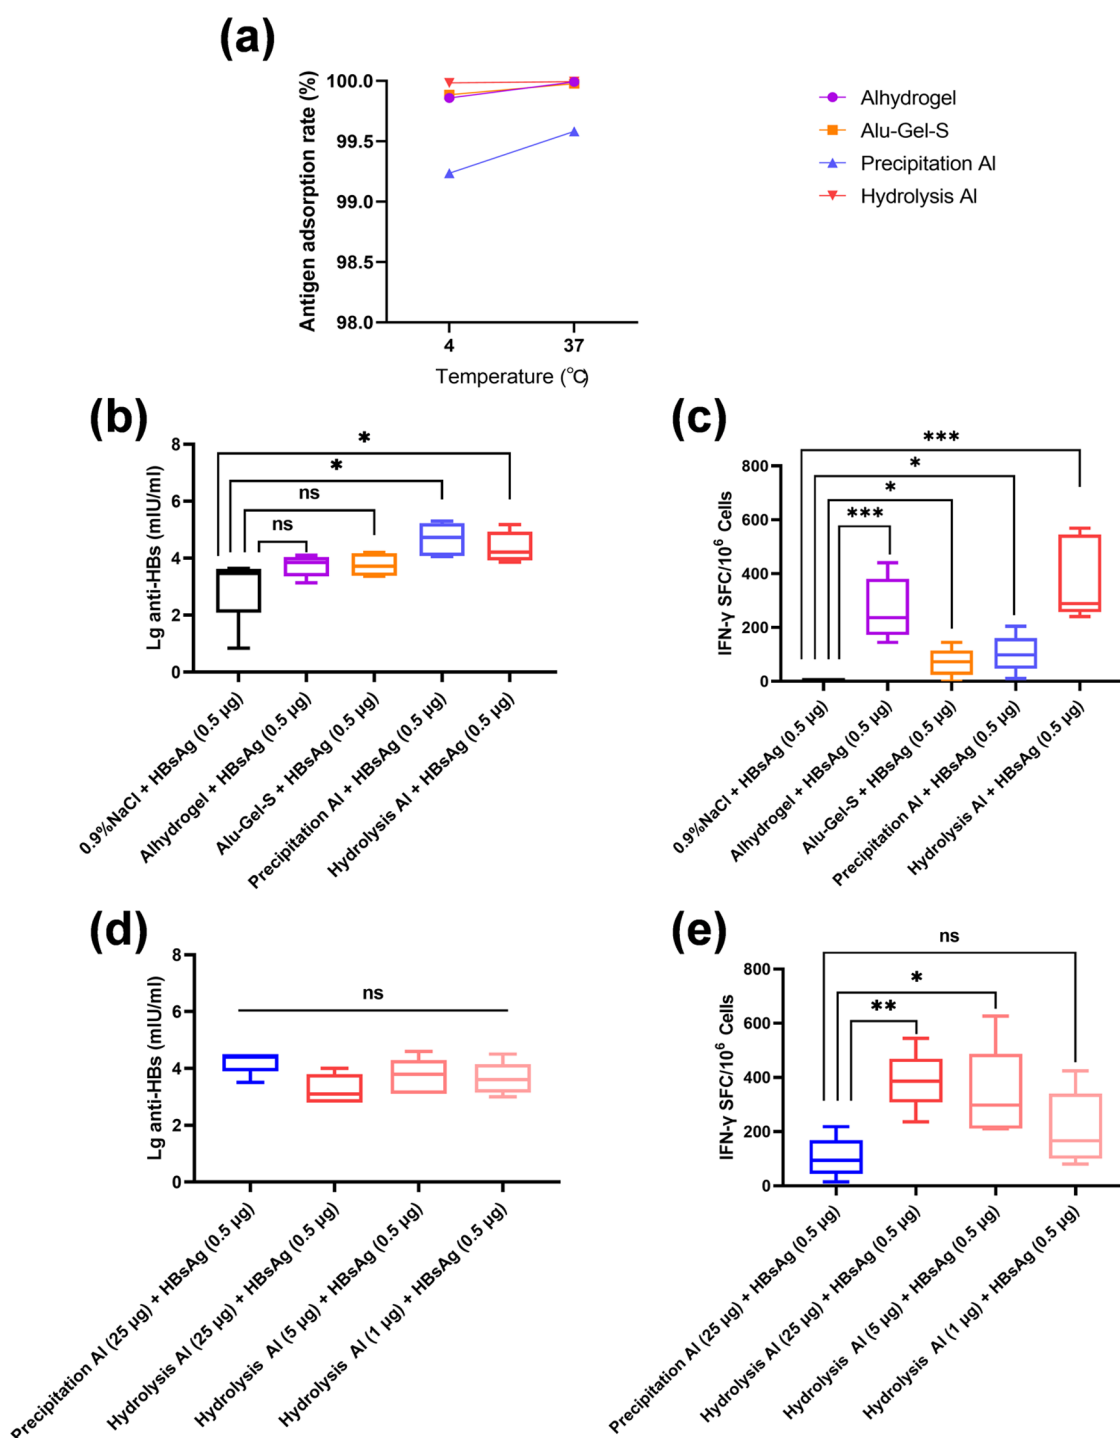 (a)
Antigen adsorption rate (%)
100.0
99.5
99.0
98.5
98.0
4
37
Temperature (℃)
Alhydrogel
Alu-Gel-S
Precipitation Al
Hydrolysis Al
(b)
Lg anti-HBs (mIU/ml)
8
6
4
2
0
*
*
ns
ns
0.9%NaCl + HBsAg (0.5 µg)
Alhydrogel + HBsAg (0.5 µg)
Alu-Gel-S + HBsAg (0.5 µg)
Precipitation Al + HBsAg (0.5 µg)
Hydrolysis Al + HBsAg (0.5 µg)
(c)
IFN-γ SFC/10⁶ Cells
800
600
400
200
0
***
*
*
***
0.9%NaCl + HBsAg (0.5 µg)
Alhydrogel + HBsAg (0.5 µg)
Alu-Gel-S + HBsAg (0.5 µg)
Precipitation Al + HBsAg (0.5 µg)
Hydrolysis Al + HBsAg (0.5 µg)
(d)
Lg anti-HBs (mIU/ml)
8
6
4
2
0
ns
Precipitation Al (25 µg) + HBsAg (0.5 µg)
Hydrolysis Al (25 µg) + HBsAg (0.5 µg)
Hydrolysis Al (5 µg) + HBsAg (0.5 µg)
Hydrolysis Al (1 µg) + HBsAg (0.5 µg)
(e)
IFN-γ SFC/10⁶ Cells
800
600
400
200
0
ns
*
**
Precipitation Al (25 µg) + HBsAg (0.5 µg)
Hydrolysis Al (25 µg) + HBsAg (0.5 µg)
Hydrolysis Al (5 µg) + HBsAg (0.5 µg)
Hydrolysis Al (1 µg) + HBsAg (0.5 µg)